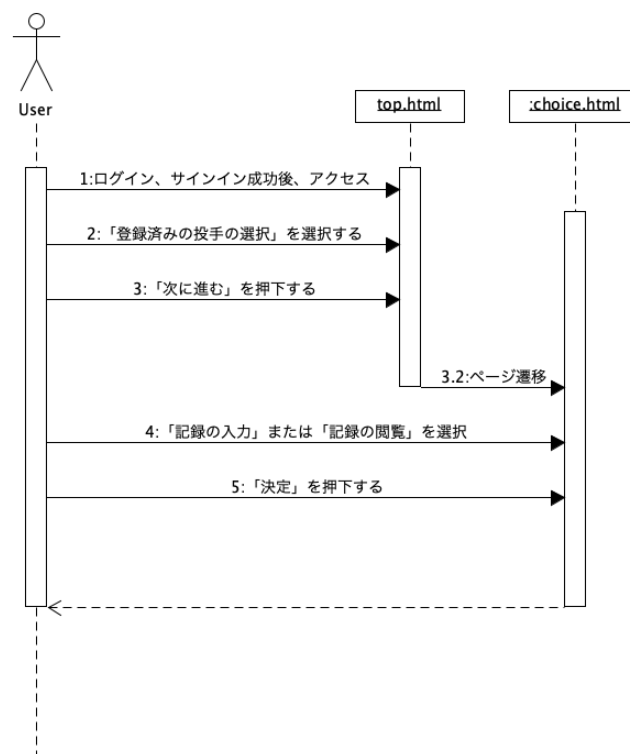 User
top.html
:choice.html
1:ログイン、サインイン成功後、アクセス
2:「登録済みの投手の選択」を選択する
3:「次に進む」を押下する
3.2:ページ遷移
4:「記録の入力」または「記録の閲覧」を選択
5:「決定」を押下する